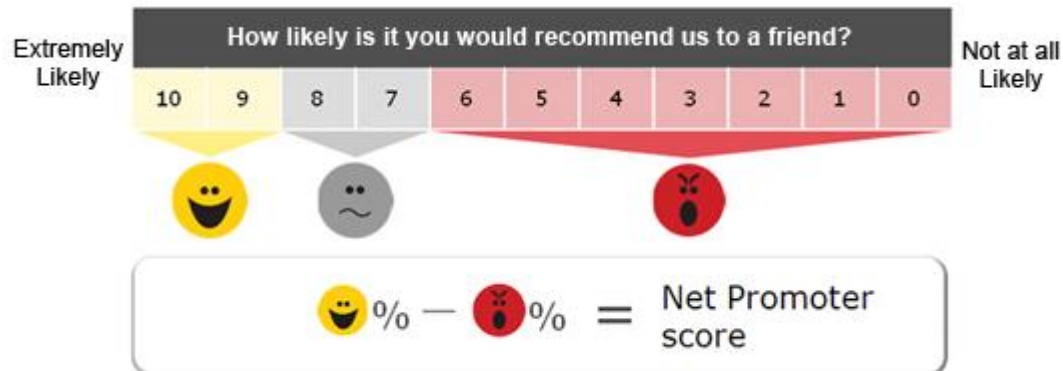 How likely is it you would recommend us to a friend?
Extremely
Likely
Not at all
Likely
10 9 8 7 6 5 4 3 2 1 0
% − % = Net Promoter
score